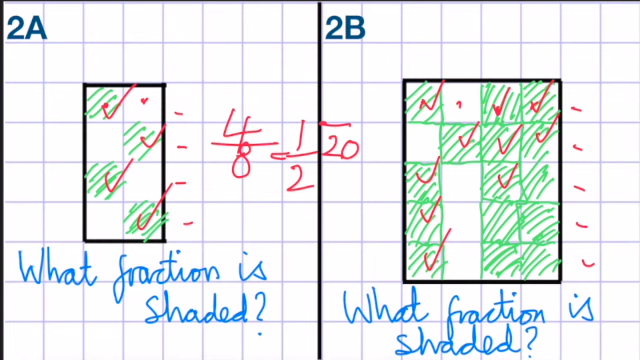 2A
2B
4/8 = 1/2
20
What fraction is
shaded?
What fraction is
shaded?